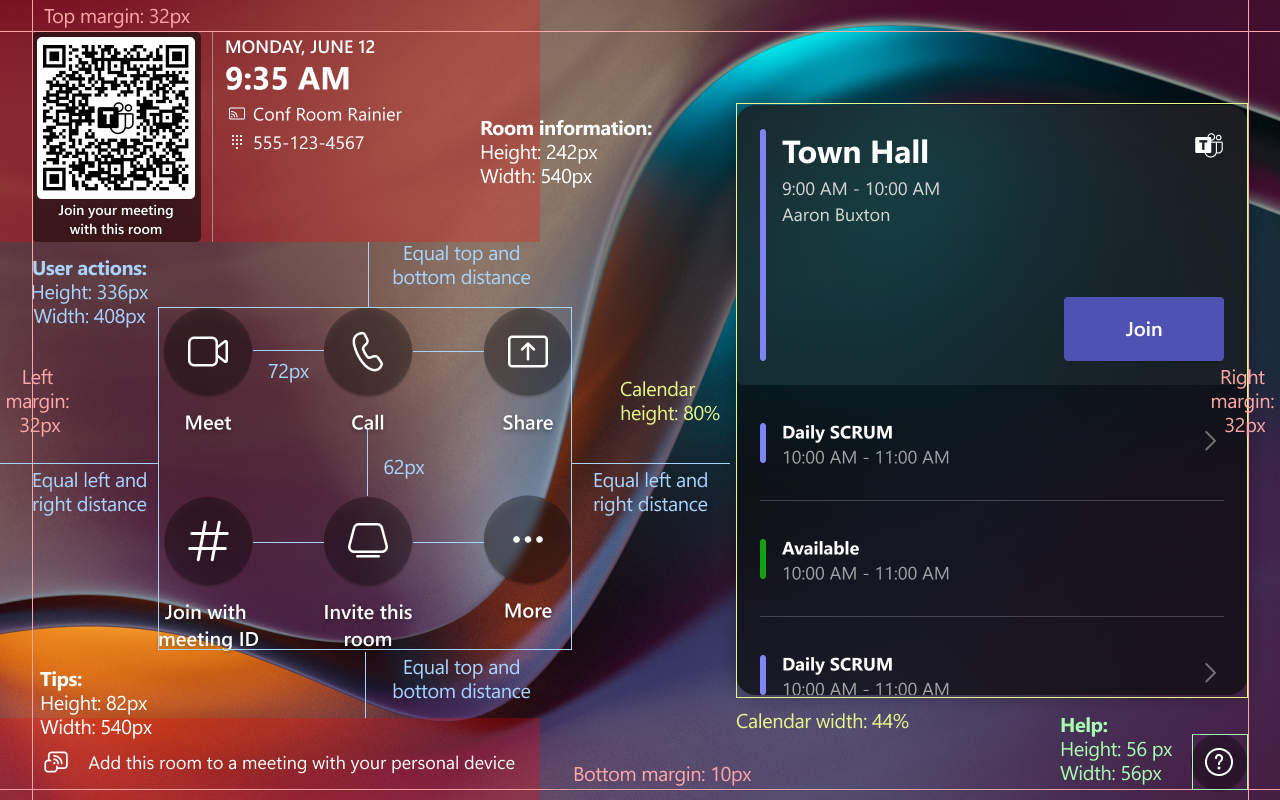 Top margin: 32px
MONDAY, JUNE 12
9:35 AM
Conf Room Rainier
555-123-4567
Join your meeting
with this room
Room information:
Height: 242px
Width: 540px
User actions:
Height: 336px
Width: 408px
Equal top and
bottom distance
Left
margin:
32px
72px
Meet
Call
Share
62px
Equal left and
right distance
Equal left and
right distance
Join with
meeting ID
Invite this
room
More
Equal top and
bottom distance
Tips:
Height: 82px
Width: 540px
Add this room to a meeting with your personal device
Bottom margin: 10px
Calendar
height: 80%
Town Hall
T
9:00 AM - 10:00 AM
Aaron Buxton
Join
Right
margin:
32px
Daily SCRUM
10:00 AM - 11:00 AM
Available
10:00 AM - 11:00 AM
Daily SCRUM
10:00 AM - 11:00 AM
Calendar width: 44%
Help:
Height: 56 px
Width: 56px